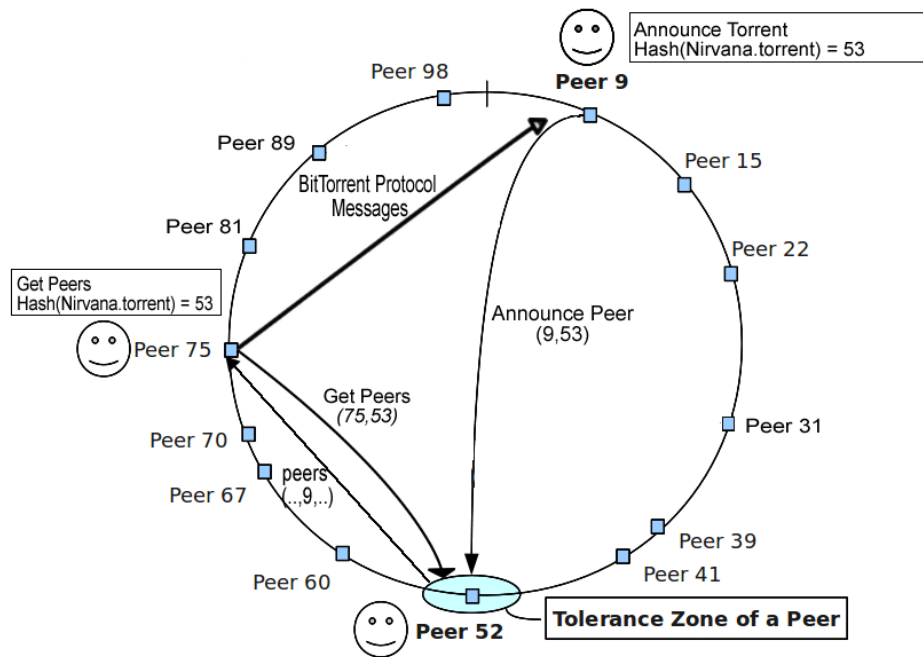 Announce Torrent
Hash(Nirvana.torrent) = 53
Peer 9
Peer 98
Peer 89
Peer 15
BitTorrent Protocol
Messages
Peer 81
Peer 22
Get Peers
Hash(Nirvana.torrent) = 53
Announce Peer
(9,53)
Peer 75
Get Peers
(75,53)
Peer 31
Peer 70
peers
(..,9,..)
Peer 67
Peer 39
Peer 41
Peer 60
Tolerance Zone of a Peer
Peer 52